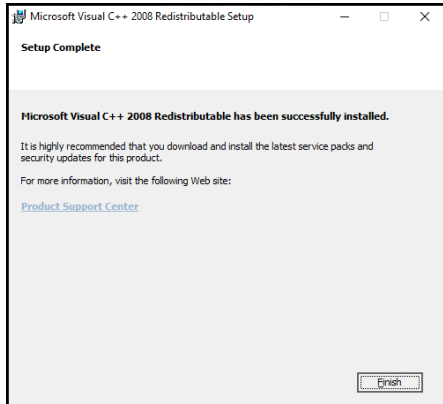 Microsoft Visual C++ 2008 Redistributable Setup
Setup Complete
Microsoft Visual C++ 2008 Redistributable has been successfully installed.
It is highly recommended that you download and install the latest service packs and
security updates for this product.
For more information, visit the following Web site:
Product Support Center
Finish